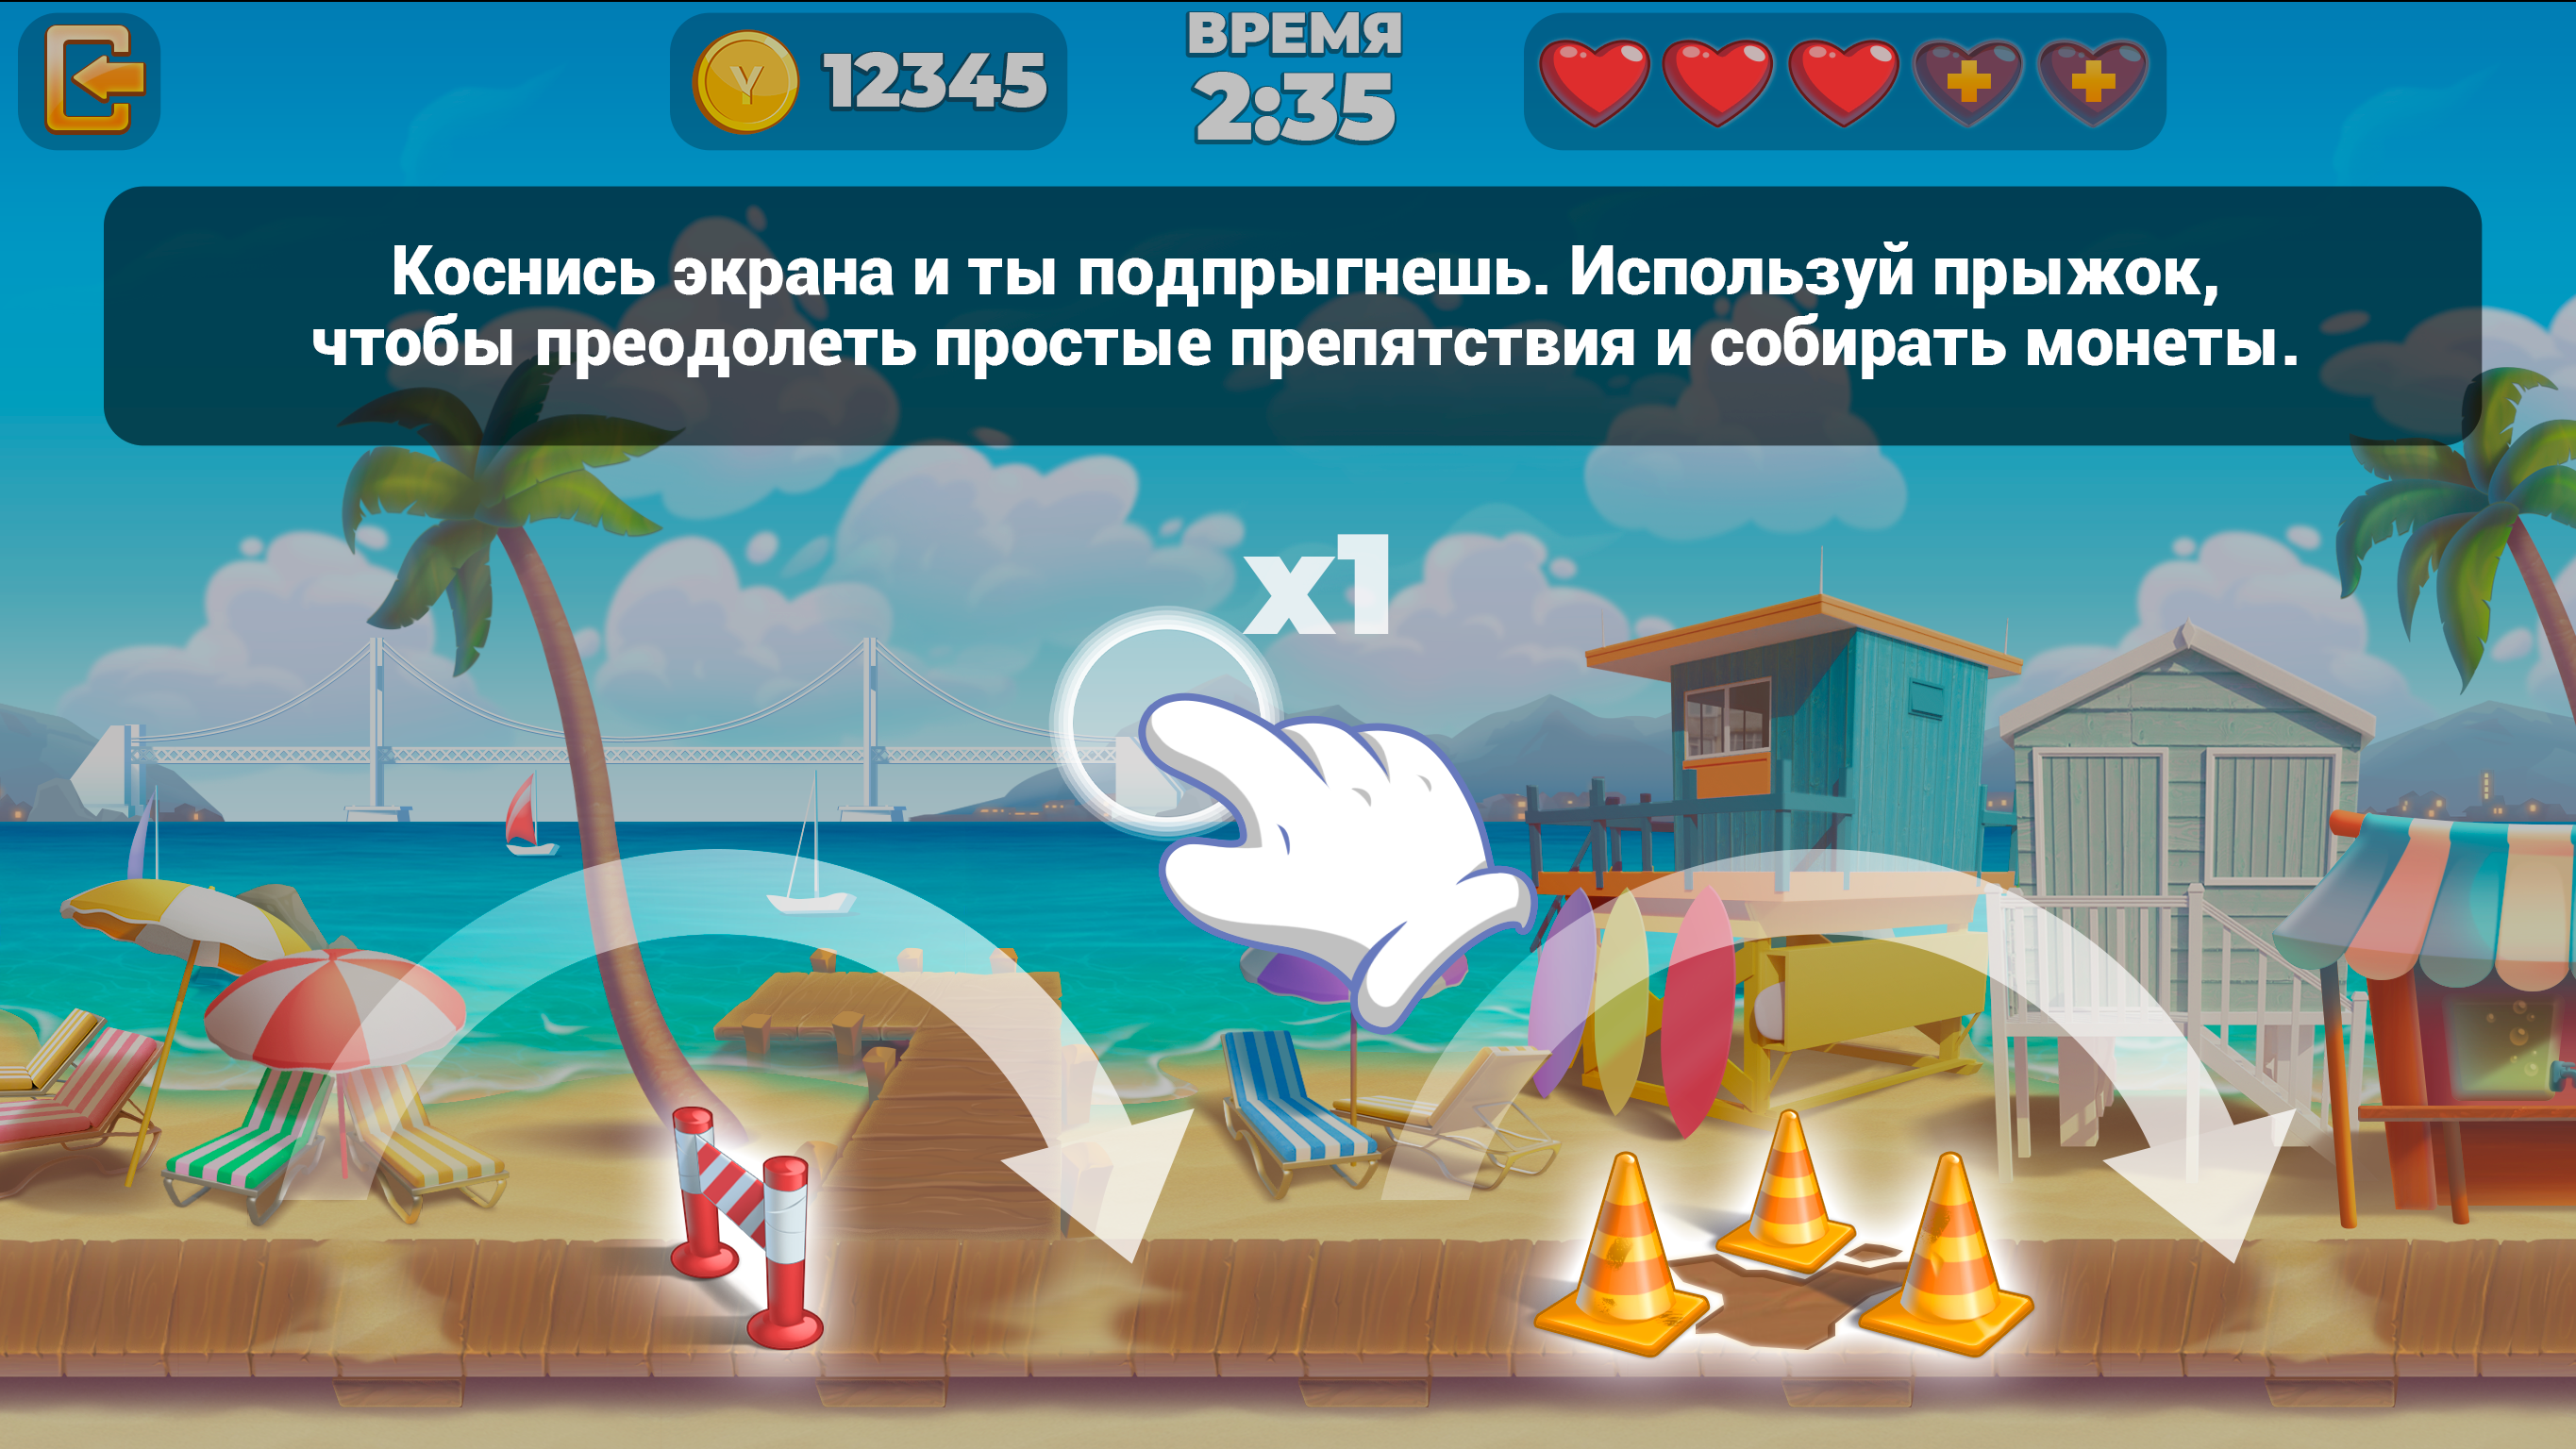 12345
ВРЕМЯ
2:35
Коснись экрана и ты подпрыгнешь. Используй прыжок,
чтобы преодолеть простые препятствия и собирать монеты.
x1